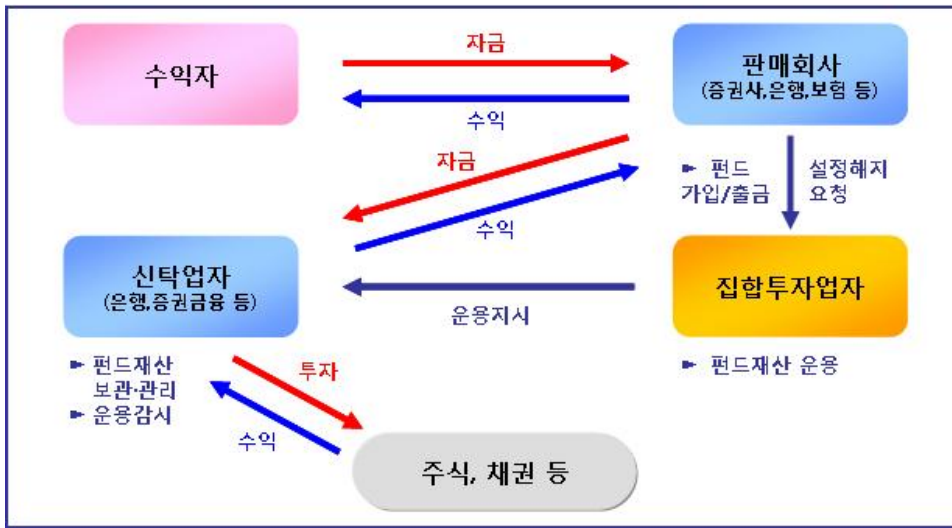 수익자
자금
판매회사
(증권사,은행,보험 등)
수익
자금
► 펀드
가입/출금
설정해지
요청
수익
신탁업자
(은행,증권금융 등)
집합투자업자
운용지시
► 펀드재산
보관·관리
► 운용감시
투자
► 펀드재산 운용
수익
주식, 채권 등